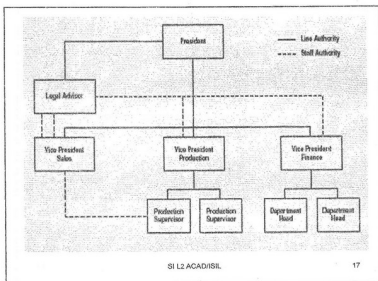 President
Line Authority
Staff Authority
Legal Advisor
Vice President
Sales
Vice President
Production
Vice President
Finance
Production
Supervisor
Production
Supervisor
Department
Head
Department
Head
SI L2 ACAD/ISIL
17